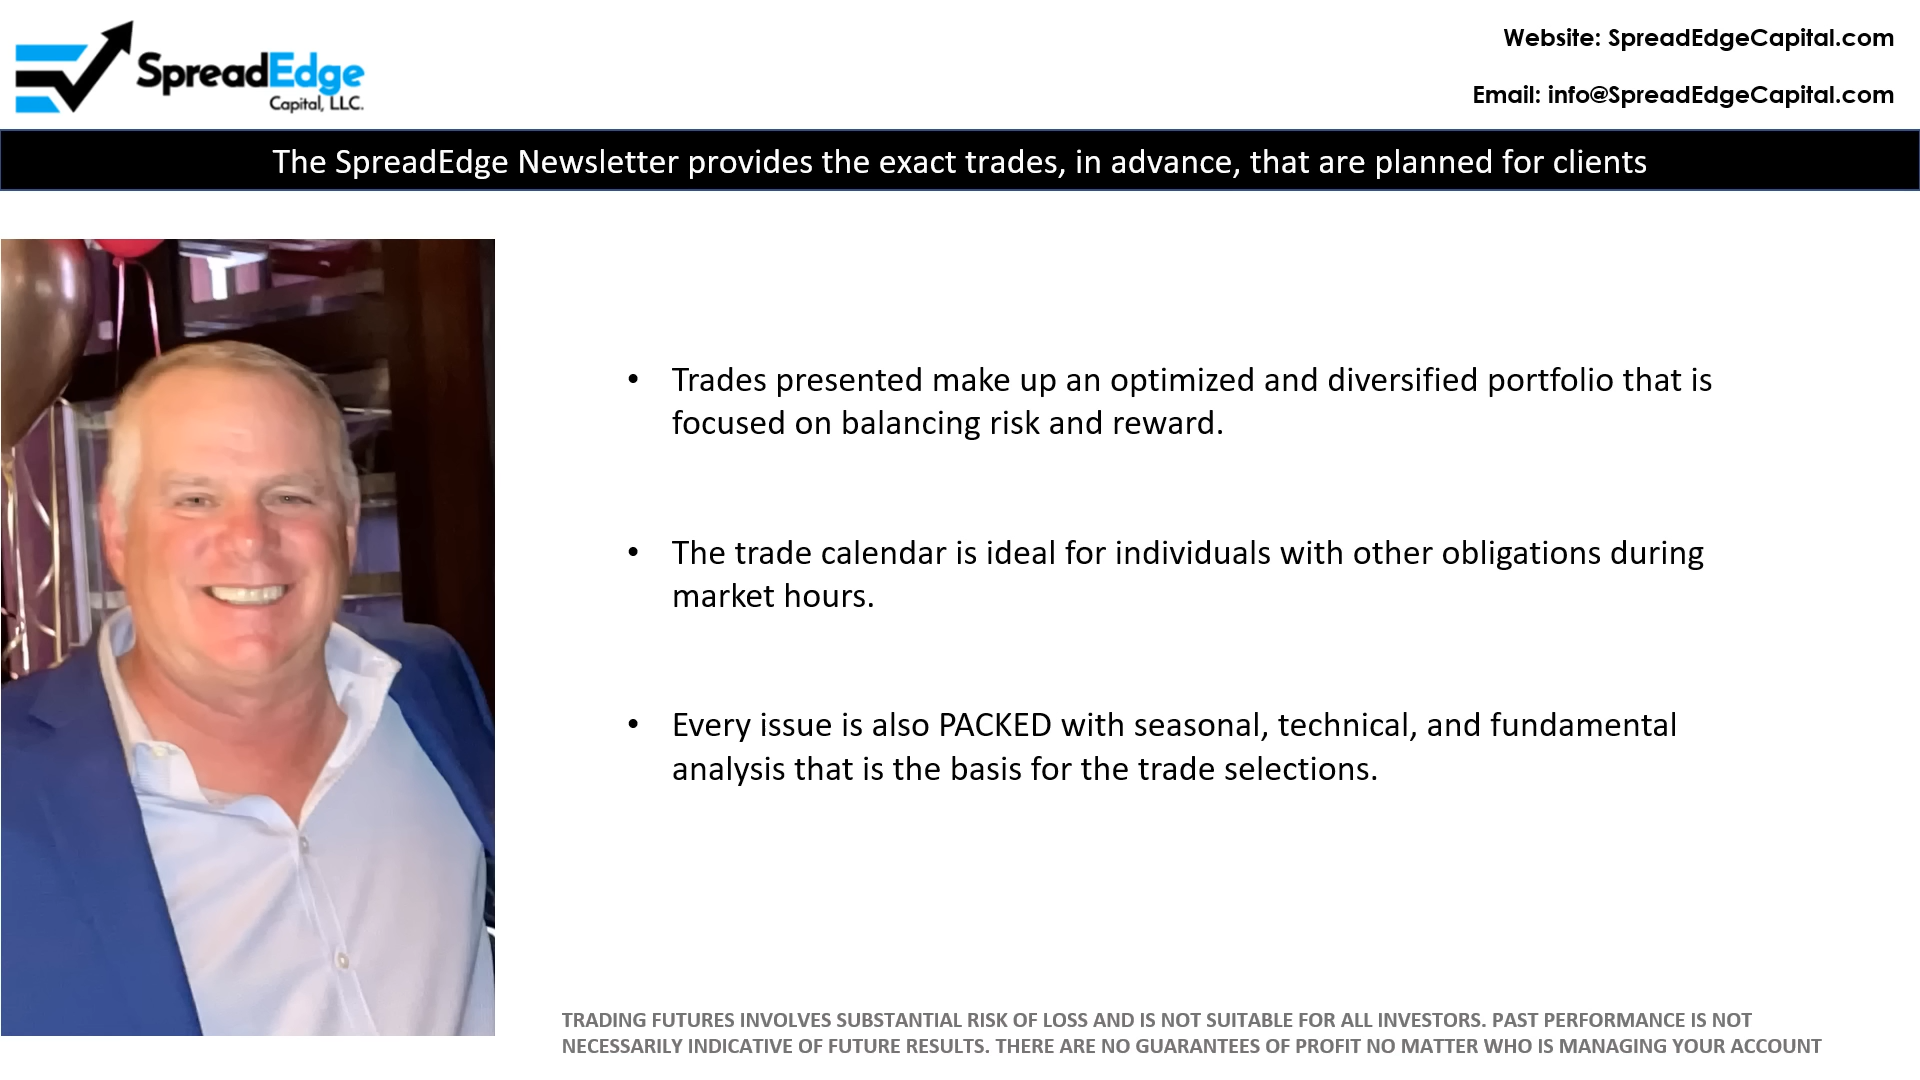 SpreadEdge
Capital, LLC.
Website: SpreadEdgeCapital.com
Email: info@SpreadEdgeCapital.com
The SpreadEdge Newsletter provides the exact trades, in advance, that are planned for clients
• Trades presented make up an optimized and diversified portfolio that is
focused on balancing risk and reward.
• The trade calendar is ideal for individuals with other obligations during
market hours.
• Every issue is also PACKED with seasonal, technical, and fundamental
analysis that is the basis for the trade selections.
TRADING FUTURES INVOLVES SUBSTANTIAL RISK OF LOSS AND IS NOT SUITABLE FOR ALL INVESTORS. PAST PERFORMANCE IS NOT
NECESSARILY INDICATIVE OF FUTURE RESULTS. THERE ARE NO GUARANTEES OF PROFIT NO MATTER WHO IS MANAGING YOUR ACCOUNT